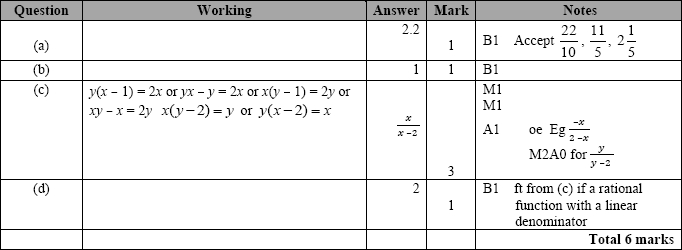 Question Working Answer Mark Notes
(a) 2.2 1 B1 Accept 22/10, 11/5, 2 1/5
(b) 1 1 B1
(c) y(x – 1) = 2x or yx – y = 2x or x(y – 1) = 2y or M1
xy – x = 2y x(y – 2) = y or y(x – 2) = x M1
x/(x – 2) A1 oe Eg –x/(2 – x)
M2A0 for y/(y – 2)
3
(d) 2 1 B1 ft from (c) if a rational
function with a linear
denominator
Total 6 marks